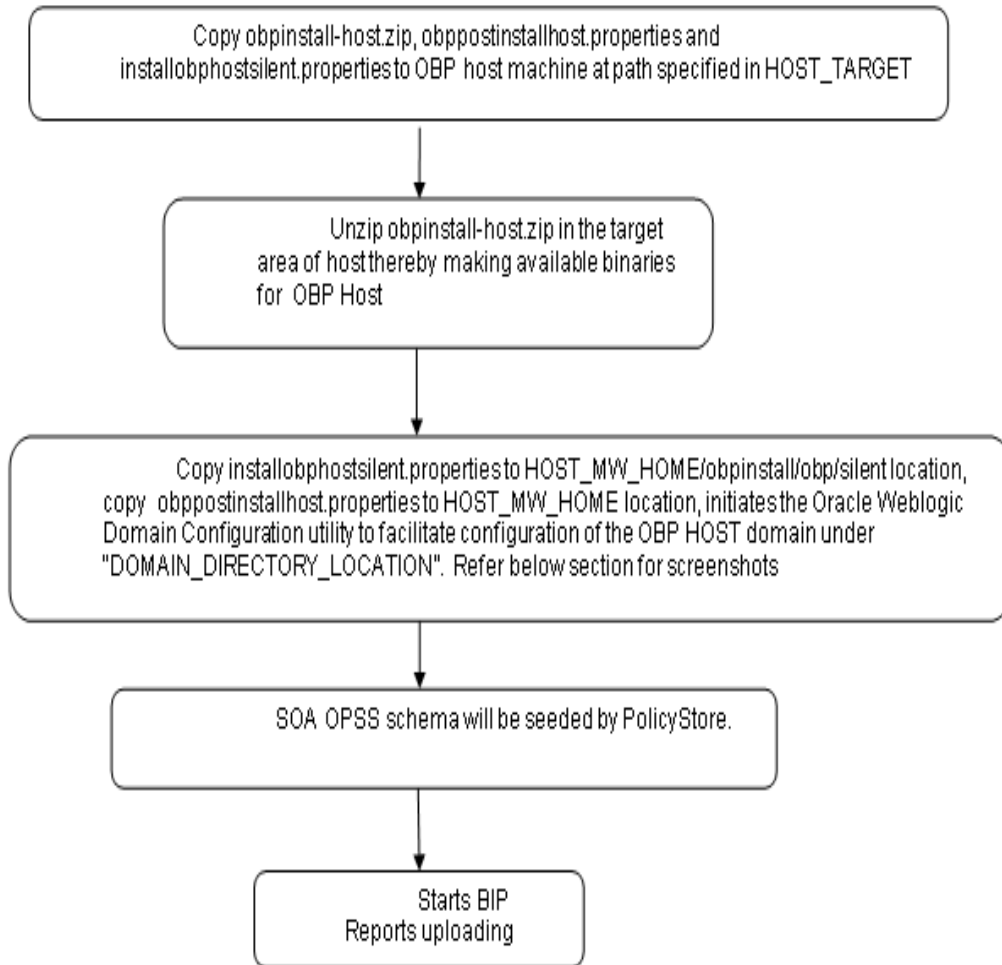 Copy obpinstall-host.zip, obppostinstallhost.properties and
installobphostsilent.properties to OBP host machine at path specified in HOST_TARGET
Unzip obpinstall-host.zip in the target
area of host thereby making available binaries
for OBP Host
Copy installobphostsilent.properties to HOST_MW_HOME/obpinstall/obp/silent location,
copy obppostinstallhost.properties to HOST_MW_HOME location, initiates the Oracle Weblogic
Domain Configuration utility to facilitate configuration of the OBP HOST domain under
"DOMAIN_DIRECTORY_LOCATION". Refer below section for screenshots
SOA OPSS schema will be seeded by PolicyStore.
Starts BIP
Reports uploading